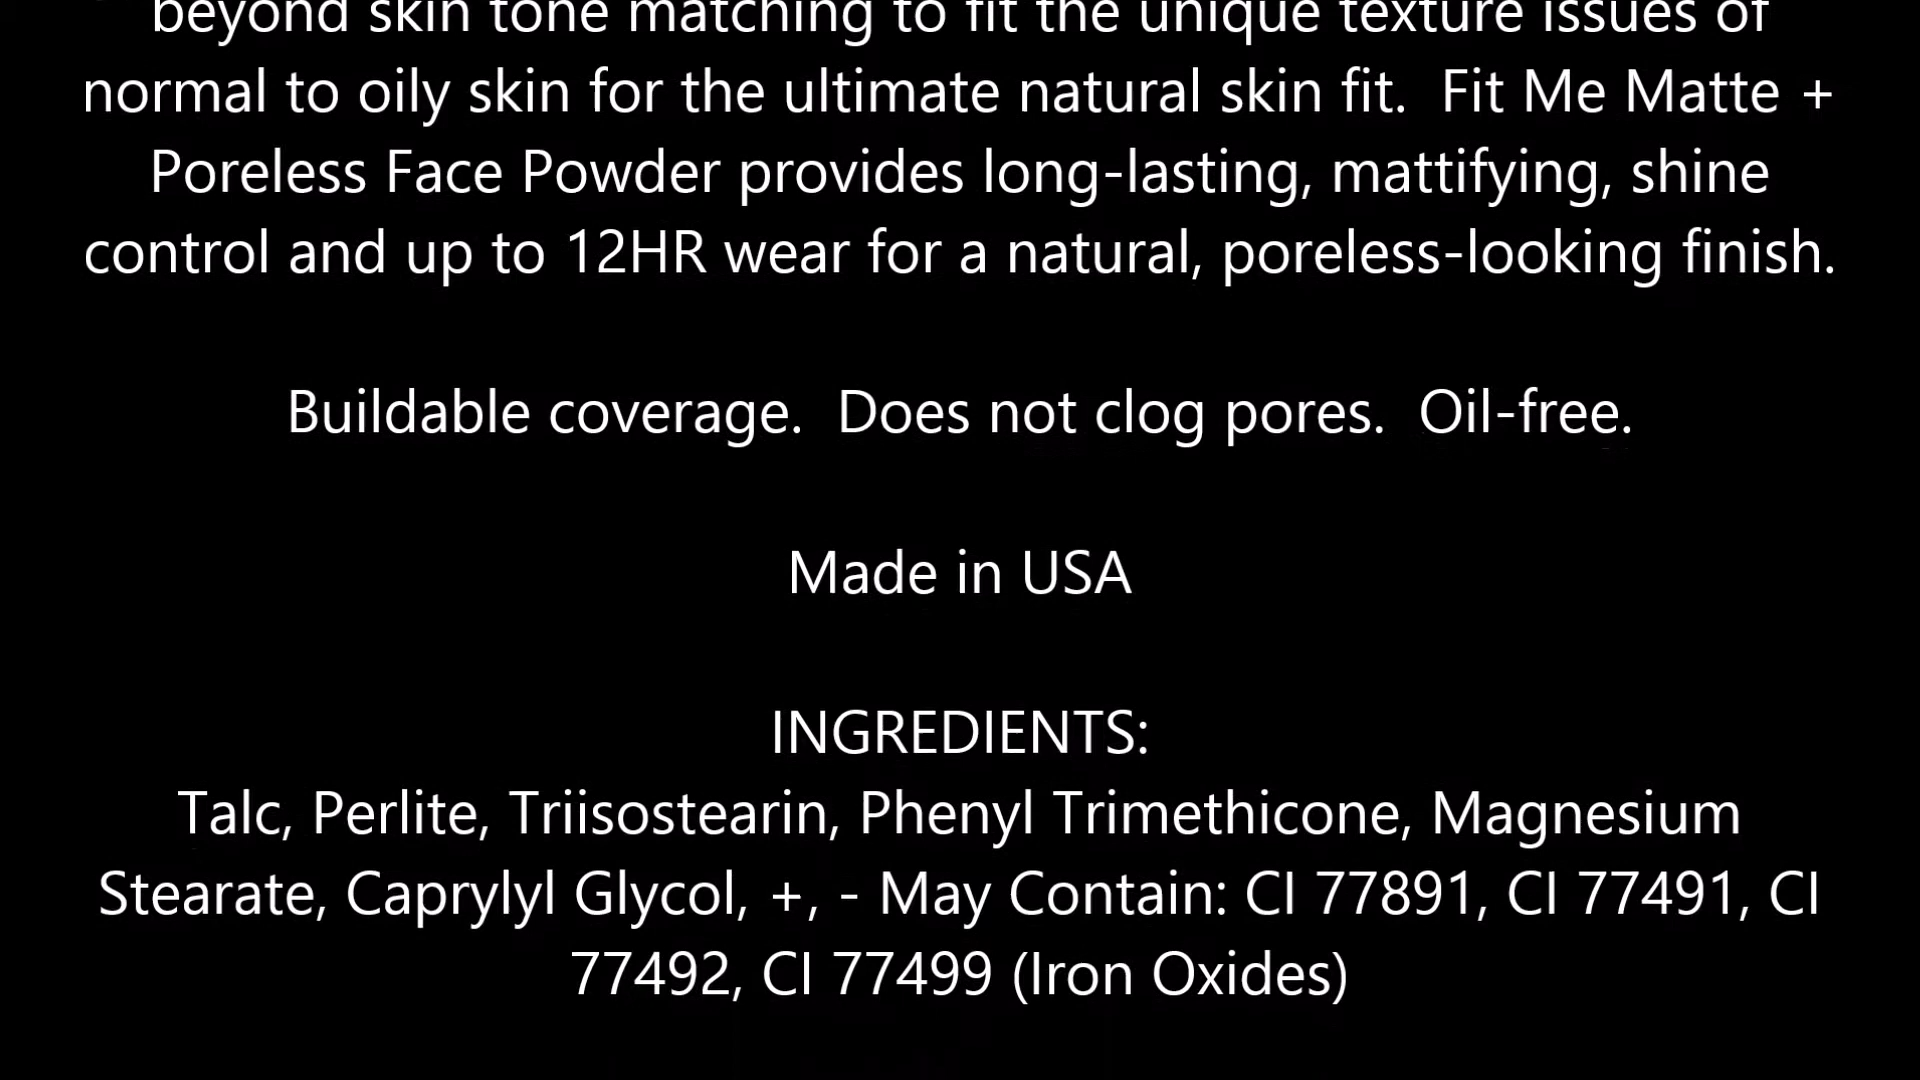 beyond skin tone matching to fit the unique texture issues of
normal to oily skin for the ultimate natural skin fit.  Fit Me Matte +
Poreless Face Powder provides long-lasting, mattifying, shine
control and up to 12HR wear for a natural, poreless-looking finish.
Buildable coverage.  Does not clog pores.  Oil-free.
Made in USA
INGREDIENTS:
Talc, Perlite, Triisostearin, Phenyl Trimethicone, Magnesium
Stearate, Caprylyl Glycol, +, - May Contain: CI 77891, CI 77491, CI
77492, CI 77499 (Iron Oxides)